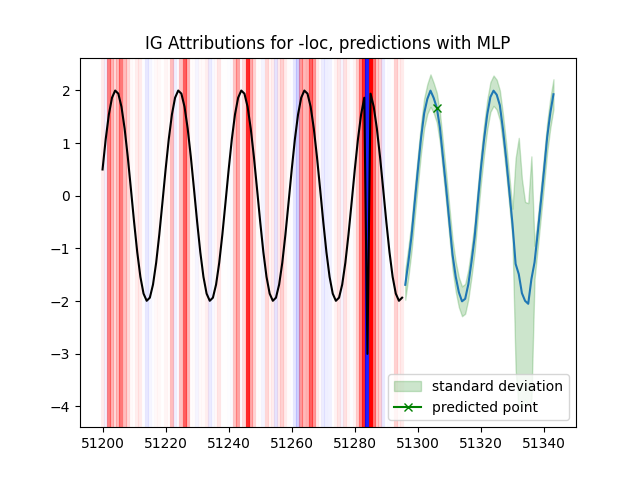 IG Attributions for -loc, predictions with MLP
2
1
0
−1
−2
−3
−4
standard deviation
predicted point
51200 51220 51240 51260 51280 51300 51320 51340